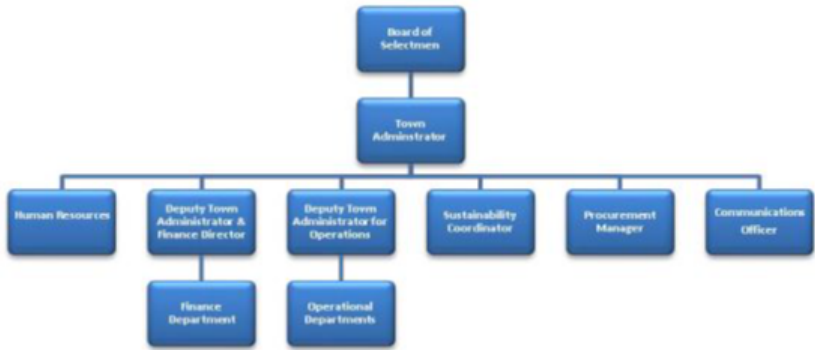 Board of
Selectmen
Town
Adminstrator
Human Resources
Deputy Town
Administrator &
Finance Director
Deputy Town
Administrator for
Operations
Sustainability
Coordinator
Procurement
Manager
Communications
Officer
Finance
Department
Operational
Departments